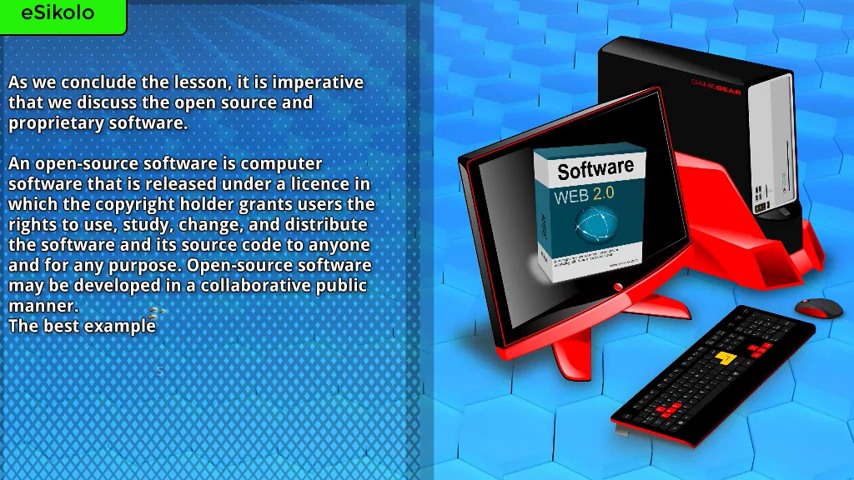 eSikolo
As we conclude the lesson, it is imperative
that we discuss the open source and
proprietary software.
An open-source software is computer
software that is released under a licence in
which the copyright holder grants users the
rights to use, study, change, and distribute
the software and its source code to anyone
and for any purpose. Open-source software
may be developed in a collaborative public
manner.
The best example
s
GAMEGEAR
Software
WEB 2.0